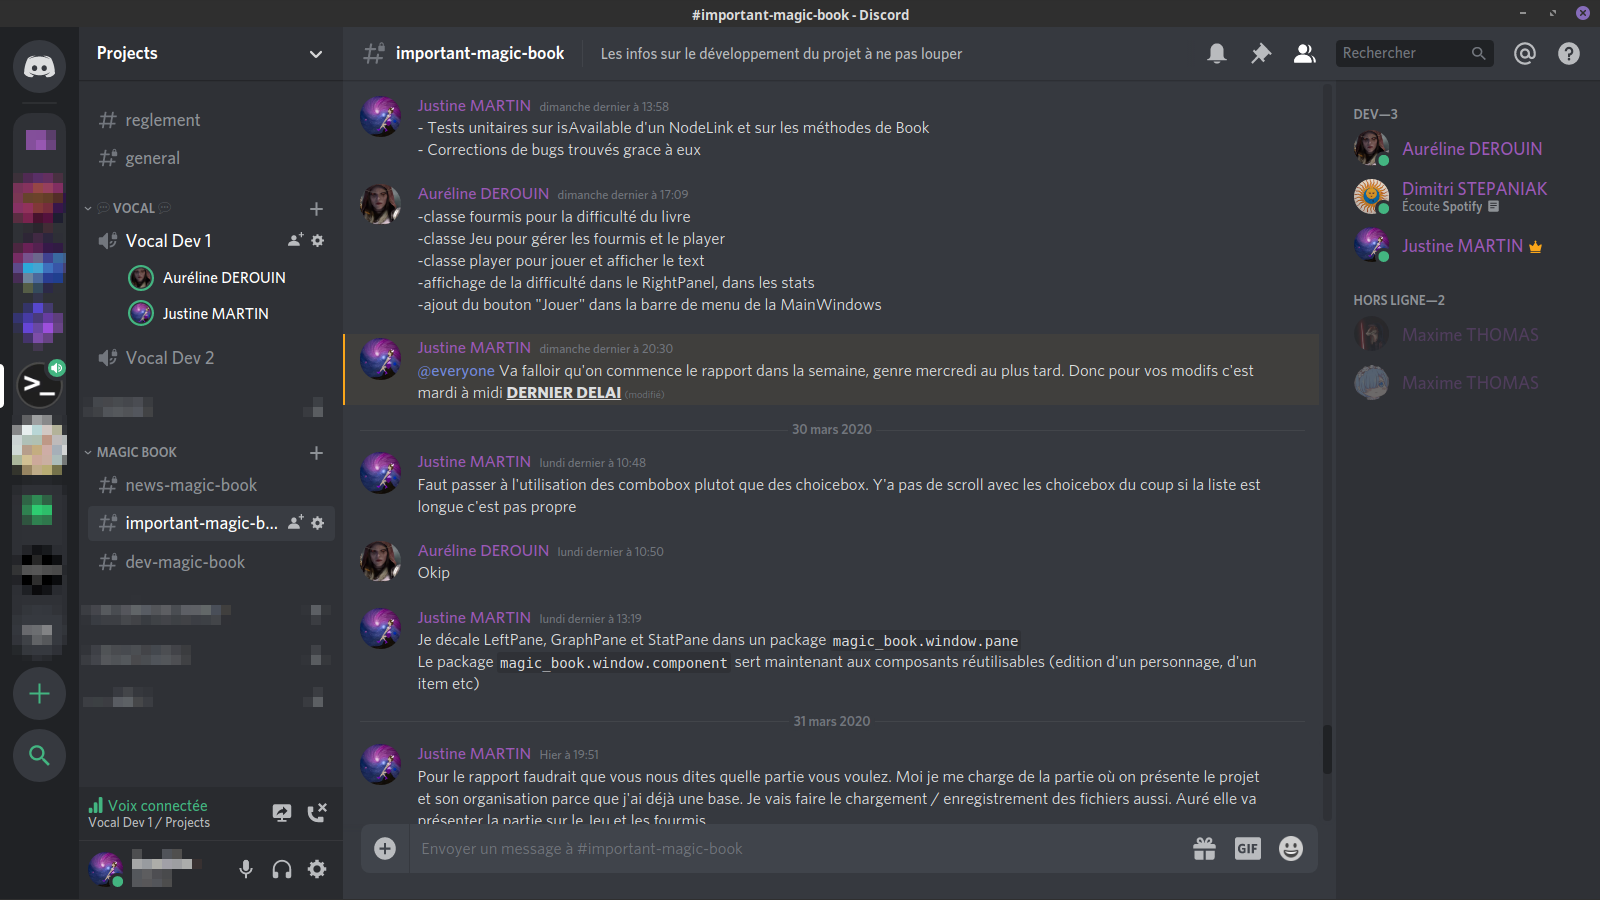 #important-magic-book - Discord
Projects
important-magic-book
Les infos sur le développement du projet à ne pas louper
Rechercher
reglement
general
VOCAL
Vocal Dev 1
Auréline DEROUIN
Justine MARTIN
Vocal Dev 2
MAGIC BOOK
news-magic-book
important-magic-b...
dev-magic-book
Voix connectée
Vocal Dev 1 / Projects
Justine MARTIN dimanche dernier à 13:58
- Tests unitaires sur isAvailable d'un NodeLink et sur les méthodes de Book
- Corrections de bugs trouvés grace à eux
Auréline DEROUIN dimanche dernier à 17:09
-classe fourmis pour la difficulté du livre
-classe Jeu pour gérer les fourmis et le player
-classe player pour jouer et afficher le text
-affichage de la difficulté dans le RightPanel, dans les stats
-ajout du bouton "Jouer" dans la barre de menu de la MainWindows
Justine MARTIN dimanche dernier à 20:30
@everyone Va falloir qu'on commence le rapport dans la semaine, genre mercredi au plus tard. Donc pour vos modifs c'est
mardi à midi DERNIER DELAI (modifié)
30 mars 2020
Justine MARTIN lundi dernier à 10:48
Faut passer à l'utilisation des combobox plutot que des choicebox. Y'a pas de scroll avec les choicebox du coup si la liste est
longue c'est pas propre
Auréline DEROUIN lundi dernier à 10:50
Okip
Justine MARTIN lundi dernier à 13:19
Je décale LeftPane, GraphPane et StatPane dans un package magic_book.window.pane
Le package magic_book.window.component sert maintenant aux composants réutilisables (edition d'un personnage, d'un
item etc)
31 mars 2020
Justine MARTIN Hier à 19:51
Pour le rapport faudrait que vous nous dites quelle partie vous voulez. Moi je me charge de la partie où on présente le projet
et son organisation parce que j'ai déjà une base. Je vais faire le chargement / enregistrement des fichiers aussi. Auré elle va
présenter la partie sur le Jeu et les fourmis
Envoyer un message à #important-magic-book
GIF
DEV—3
Auréline DEROUIN
Dimitri STEPANIAK
Écoute Spotify
Justine MARTIN
HORS LIGNE—2
Maxime THOMAS
Maxime THOMAS